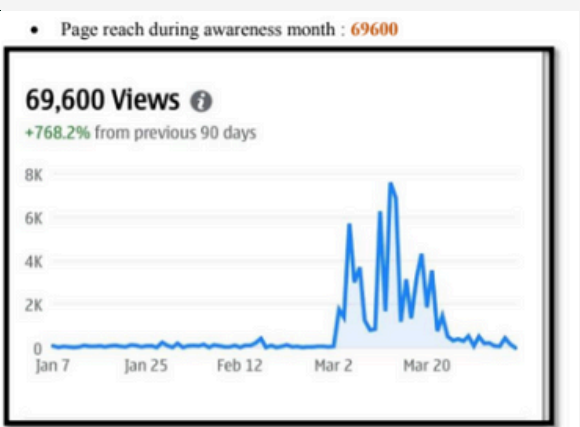 • Page reach during awareness month : 69600
69,600 Views i
+768.2% from previous 90 days
8K
6K
4K
2K
0
Jan 7 Jan 25 Feb 12 Mar 2 Mar 20